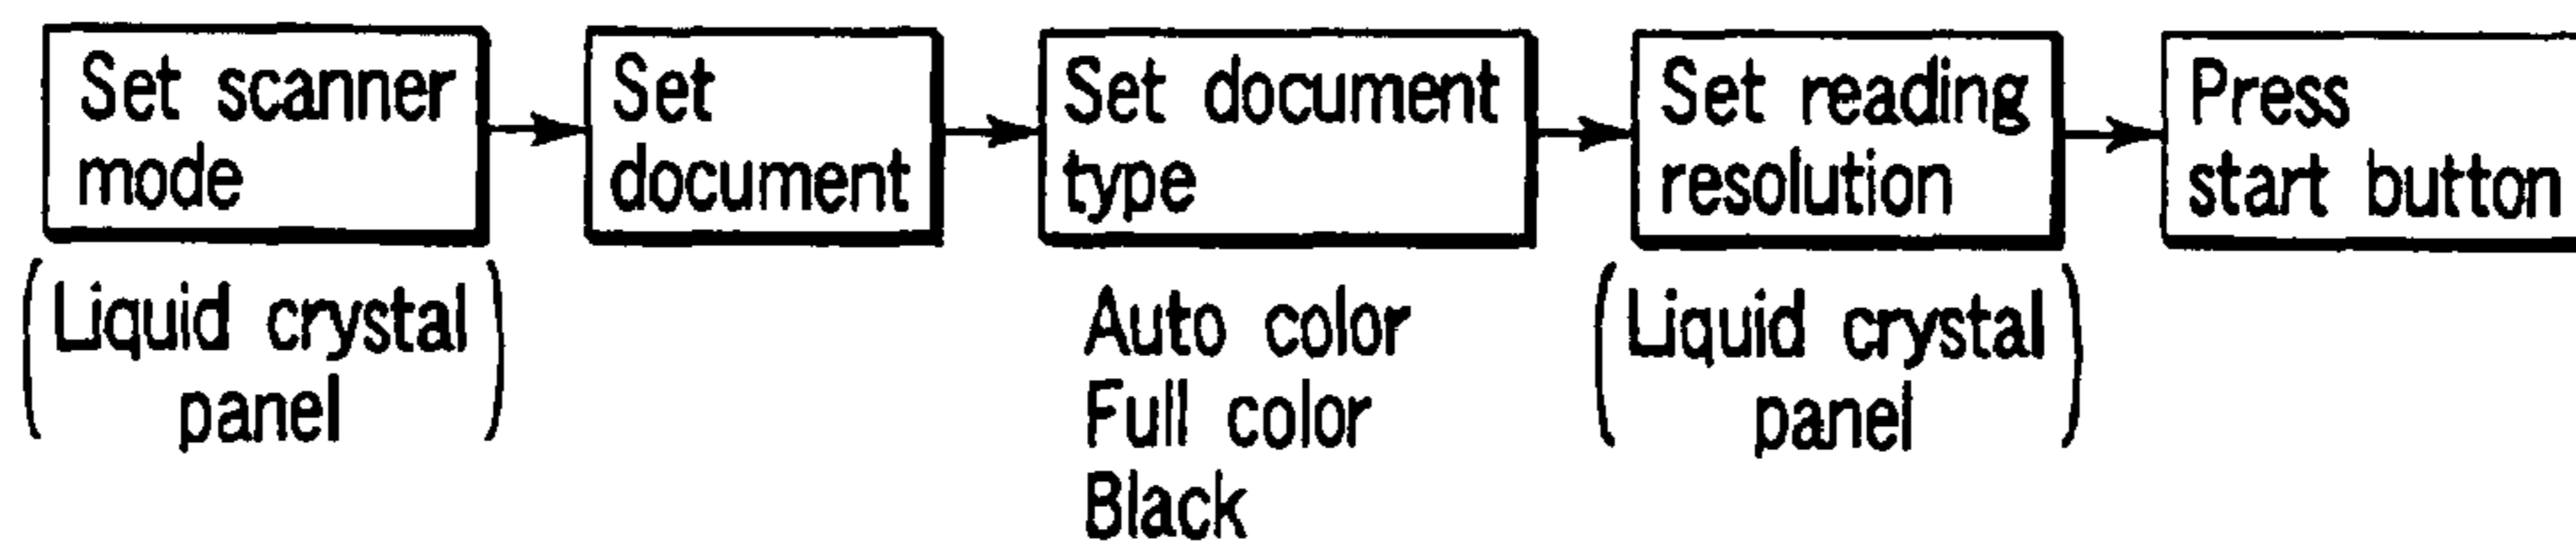 Set scanner
mode
Set
document
Set document
type
Set reading
resolution
Press
start button
(Liquid crystal
panel)
Auto color
Full color
Black
(Liquid crystal
panel)